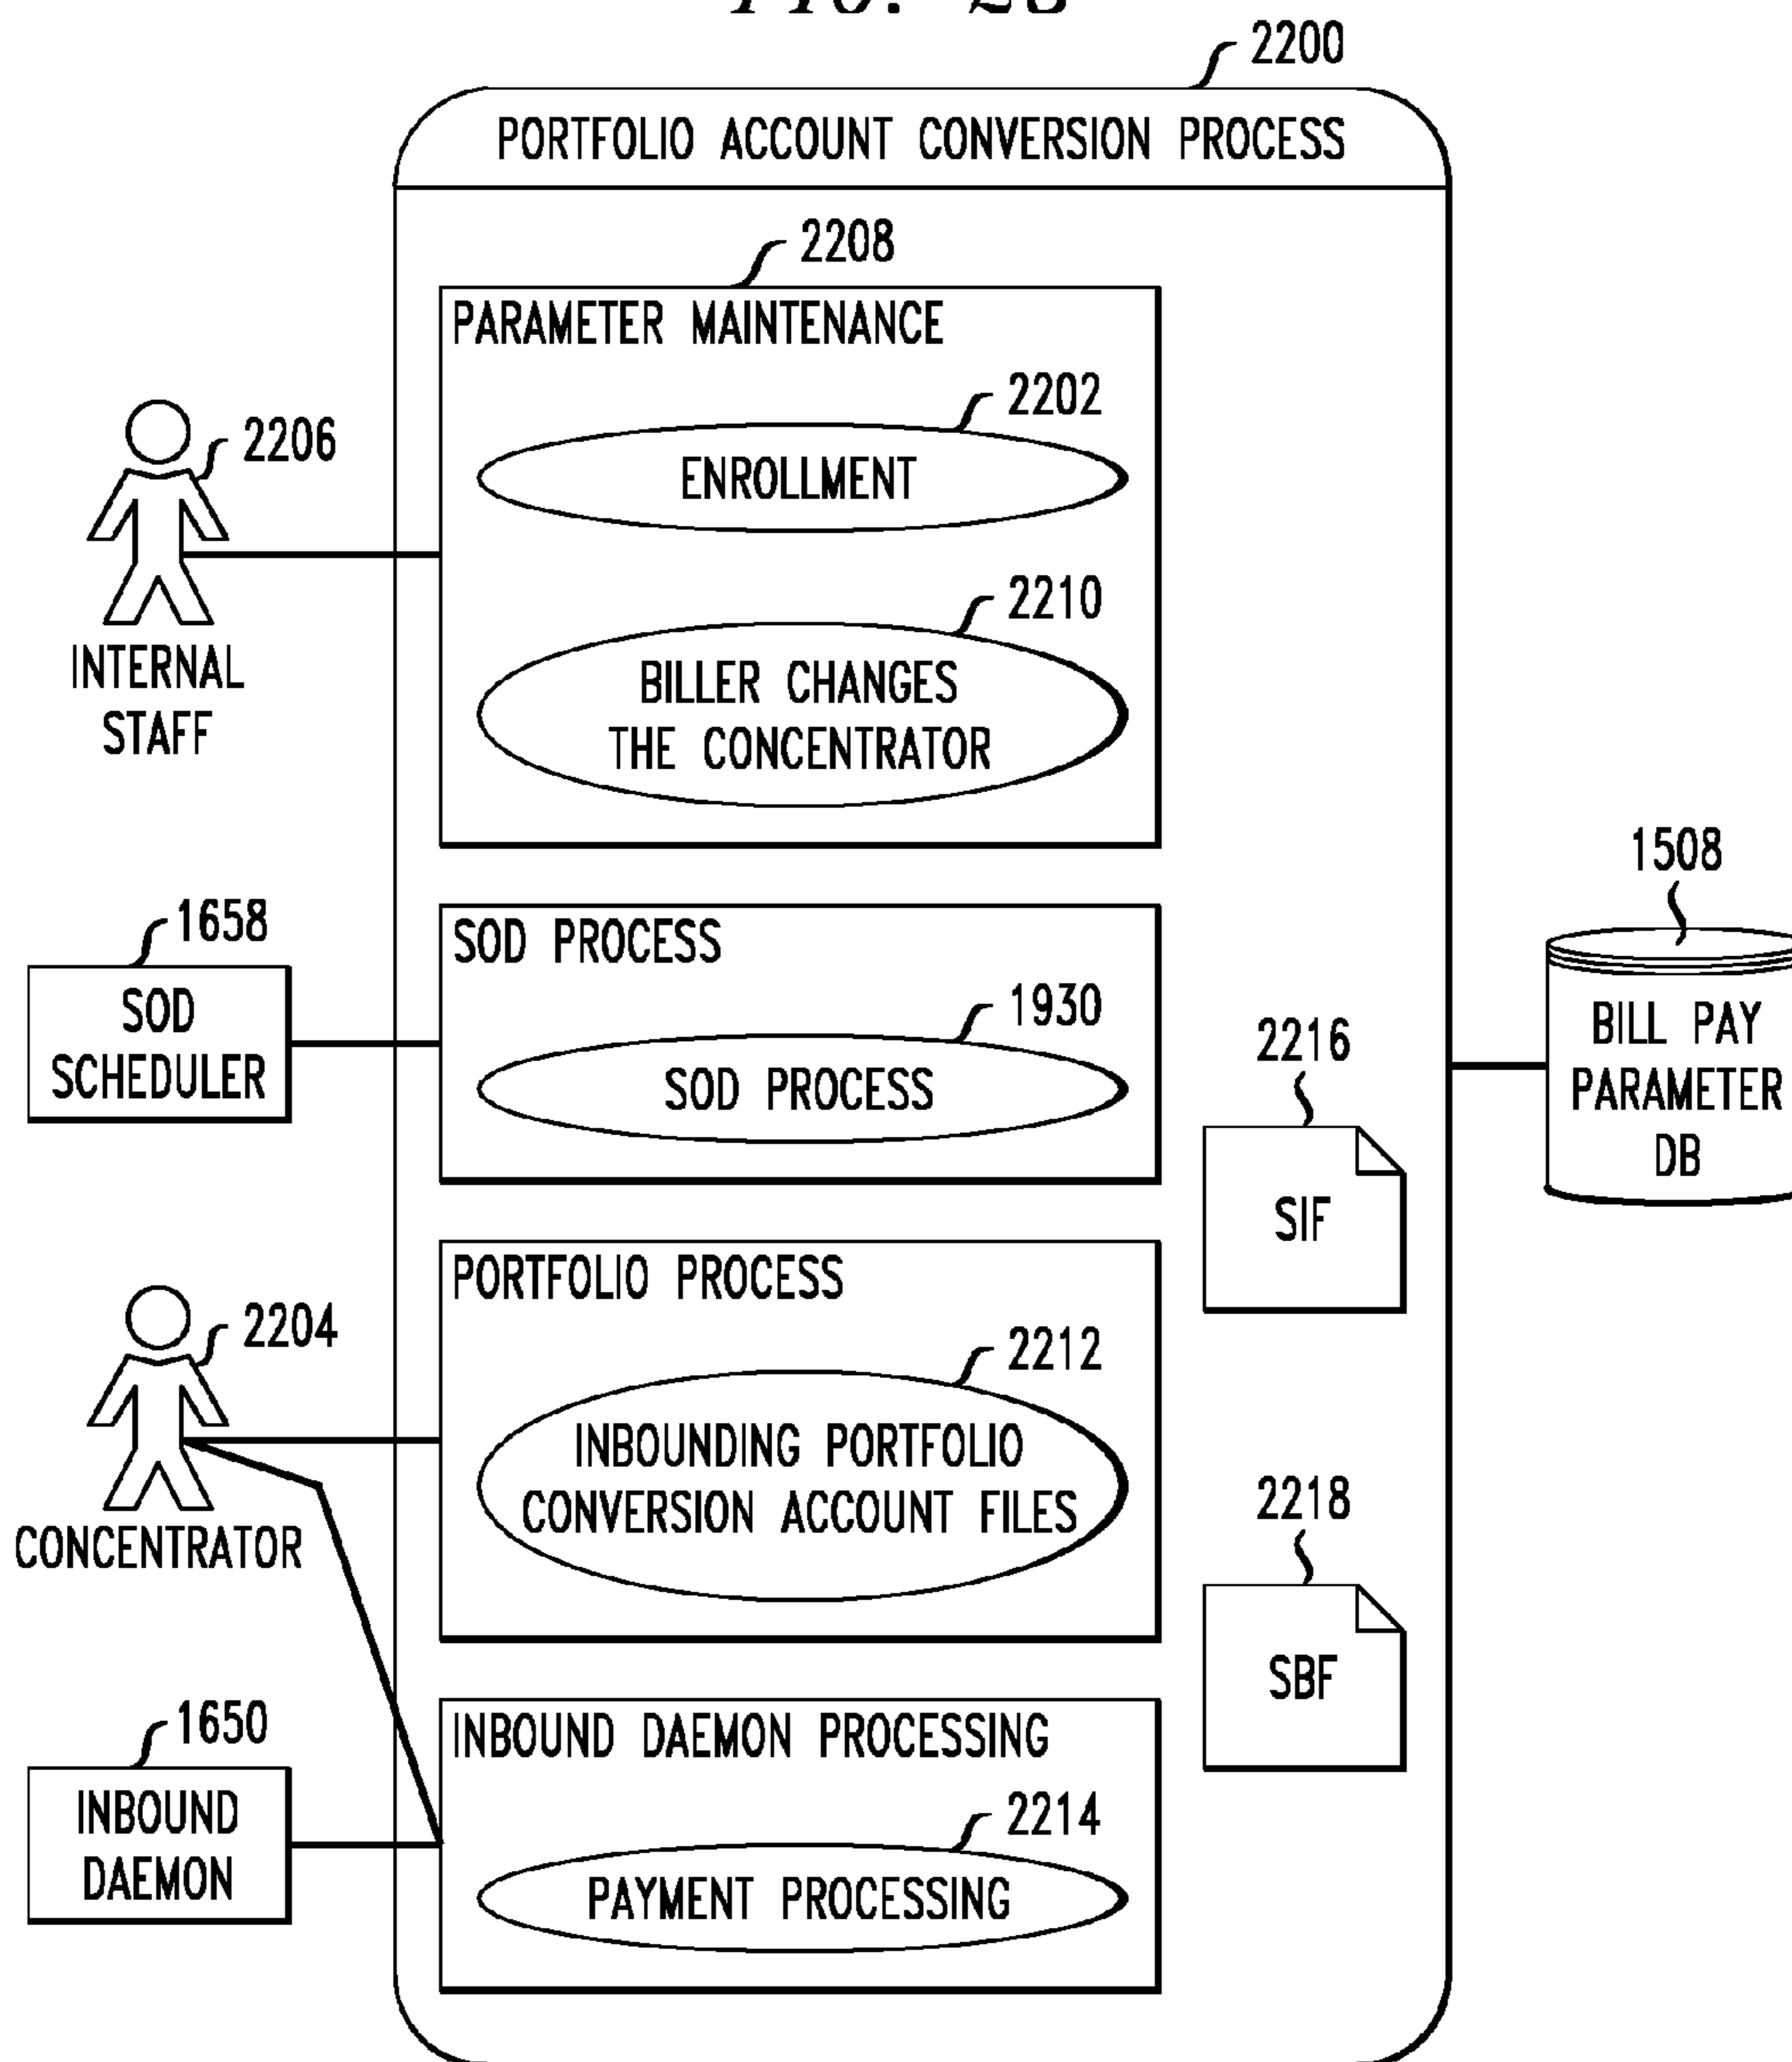 2200
PORTFOLIO ACCOUNT CONVERSION PROCESS
2208
PARAMETER MAINTENANCE
2202
ENROLLMENT
2206
INTERNAL
STAFF
2210
BILLER CHANGES
THE CONCENTRATOR
1658
SOD
SCHEDULER
SOD PROCESS
1930
SOD PROCESS
1508
BILL PAY
PARAMETER
DB
2216
SIF
PORTFOLIO PROCESS
2204
CONCENTRATOR
2212
INBOUNDING PORTFOLIO
CONVERSION ACCOUNT FILES
2218
SBF
1650
INBOUND
DAEMON
INBOUND DAEMON PROCESSING
2214
PAYMENT PROCESSING